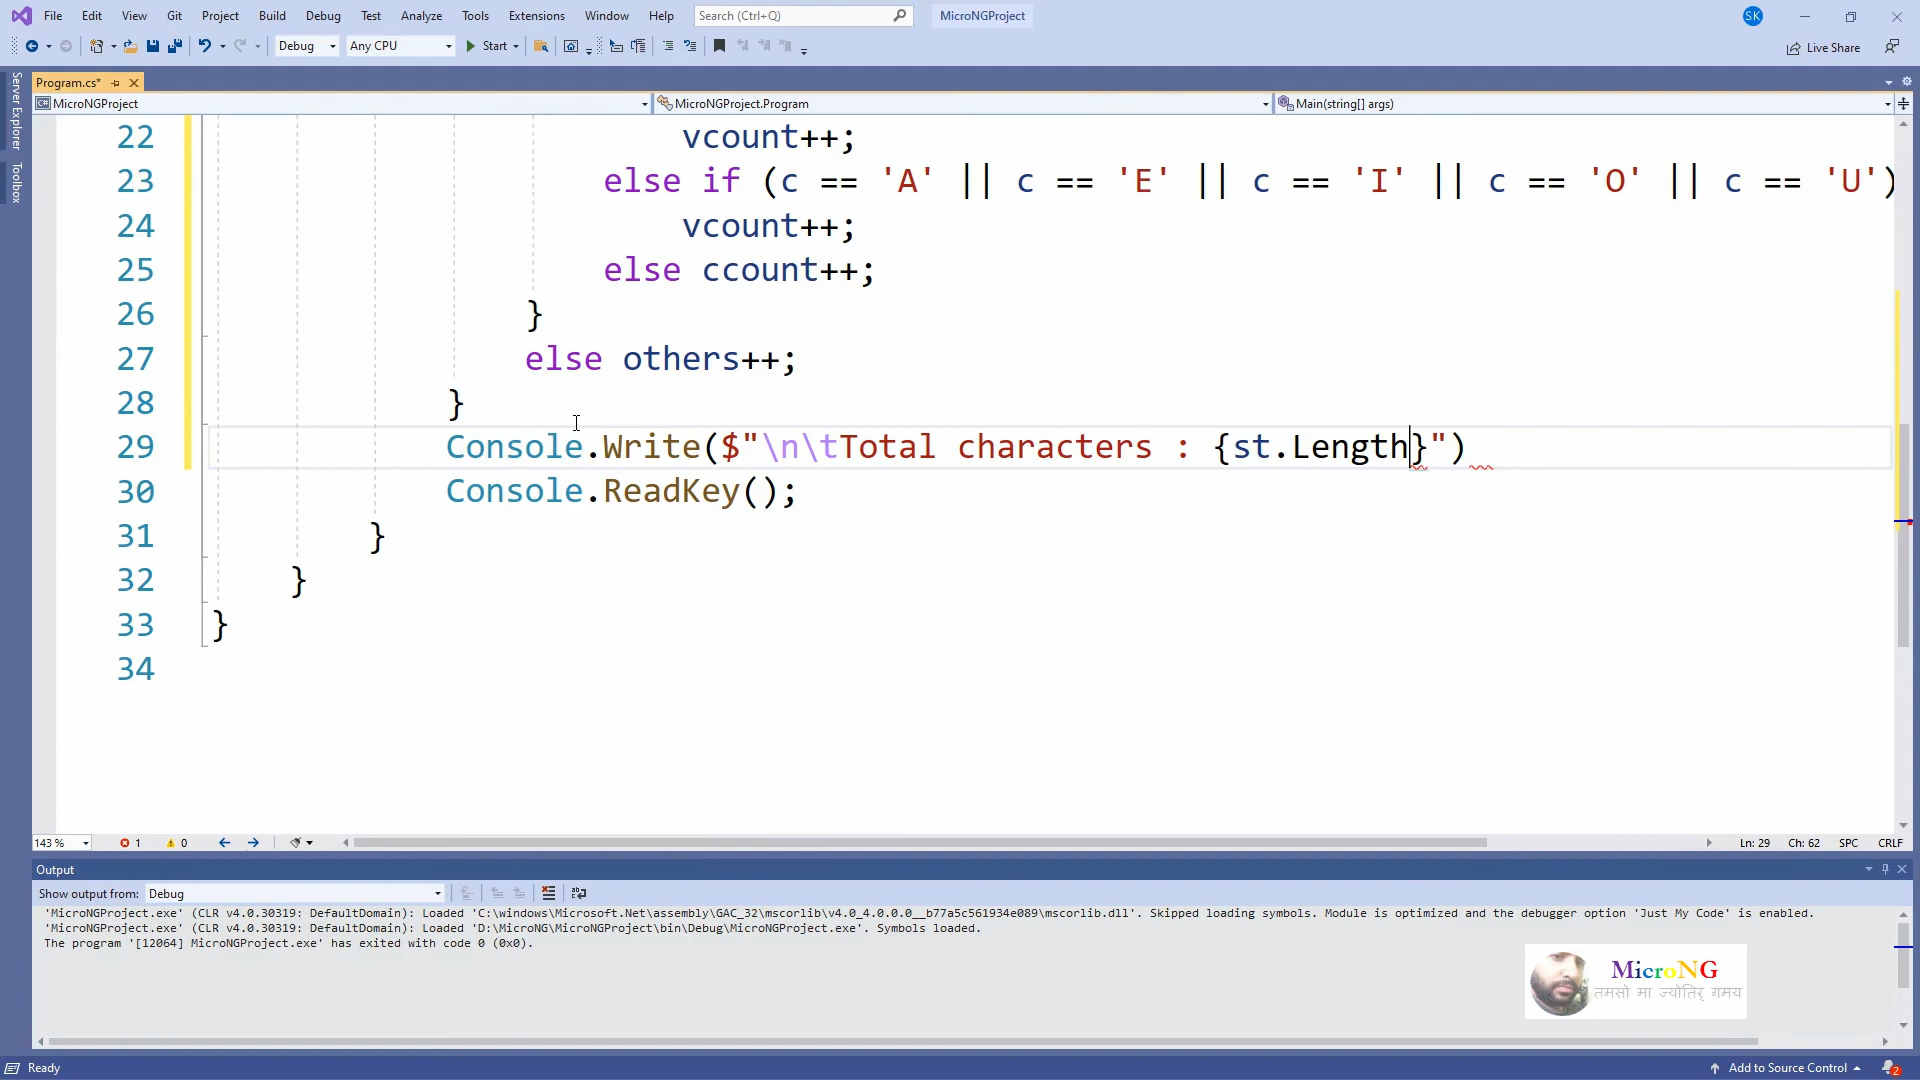 File Edit View Git Project Build Debug Test Analyze Tools Extensions Window Help Search (Ctrl+Q) MicroNGProject SK
Debug Any CPU Start Live Share
Server Explorer
Toolbox
Program.cs*
MicroNGProject MicroNGProject.Program Main(string[] args)
22 vcount++;
23 else if (c == 'A' || c == 'E' || c == 'I' || c == 'O' || c == 'U')
24 vcount++;
25 else ccount++;
26 }
27 else others++;
28 }
29 Console.Write($"\n\tTotal characters : {st.Length}")
30 Console.ReadKey();
31 }
32 }
33 }
34
143 % 1 0 Ln: 29 Ch: 62 SPC CRLF
Output
Show output from: Debug
'MicroNGProject.exe' (CLR v4.0.30319: DefaultDomain): Loaded 'C:\windows\Microsoft.Net\assembly\GAC_32\mscorlib\v4.0_4.0.0.0__b77a5c561934e089\mscorlib.dll'. Skipped loading symbols. Module is optimized and the debugger option 'Just My Code' is enabled.
'MicroNGProject.exe' (CLR v4.0.30319: DefaultDomain): Loaded 'D:\MicroNG\MicroNGProject\bin\Debug\MicroNGProject.exe'. Symbols loaded.
The program '[12064] MicroNGProject.exe' has exited with code 0 (0x0).
MicroNG
तमसो मा ज्योतिर् गमय
Ready Add to Source Control 2